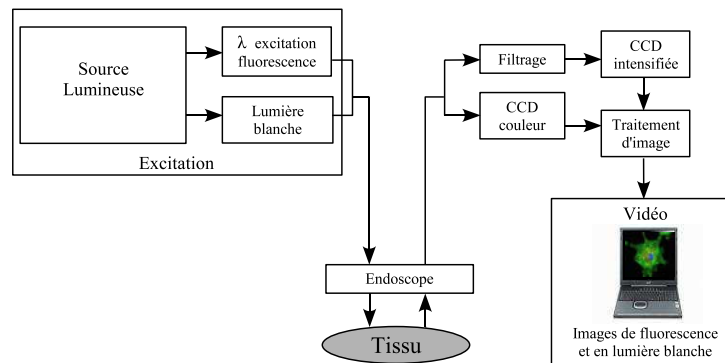 Source
Lumineuse
λ excitation
fluorescence
Lumière
blanche
Excitation
Filtrage
CCD
intensifiée
CCD
couleur
Traitement
d'image
Endoscope
Tissu
Vidéo
Images de fluorescence
et en lumière blanche